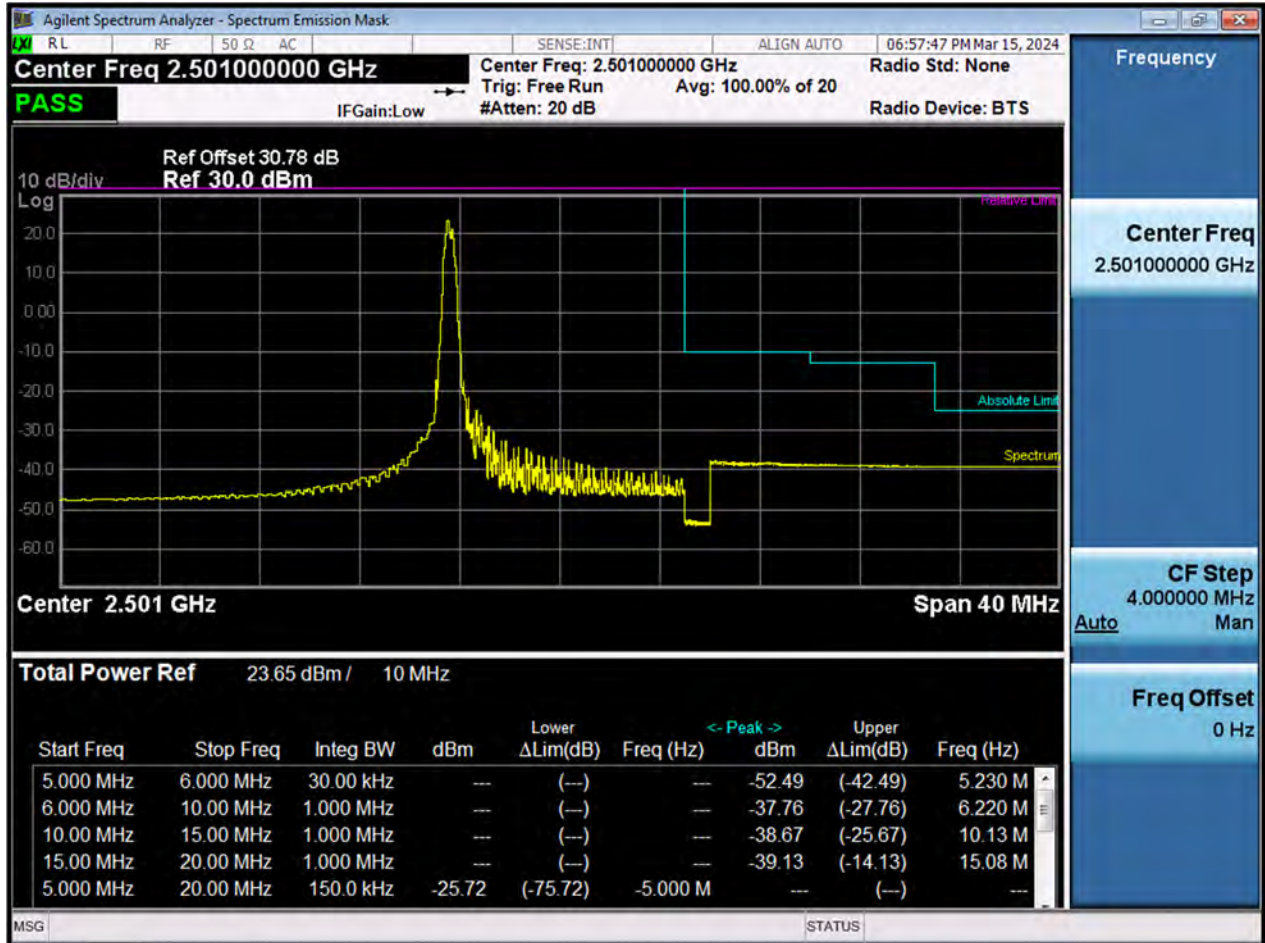 Agilent Spectrum Analyzer - Spectrum Emission Mask
LXI RL RF 50 Ω AC SENSE:INT ALIGN AUTO 06:57:47 PM Mar 15, 2024
Center Freq 2.501000000 GHz
Center Freq: 2.501000000 GHz
Radio Std: None
Trig: Free Run Avg: 100.00% of 20
PASS
IFGain:Low
#Atten: 20 dB
Radio Device: BTS
Ref Offset 30.78 dB
10 dB/div Ref 30.0 dBm
Log
Relative Limit
20.0
10.0
0.00
-10.0
-20.0
Absolute Limit
-30.0
Spectrum
-40.0
-50.0
-60.0
Center 2.501 GHz
Span 40 MHz
Total Power Ref 23.65 dBm / 10 MHz
Lower <- Peak -> Upper
Start Freq Stop Freq Integ BW dBm ΔLim(dB) Freq (Hz) dBm ΔLim(dB) Freq (Hz)
5.000 MHz 6.000 MHz 30.00 kHz --- (---) --- -52.49 (-42.49) 5.230 M
6.000 MHz 10.00 MHz 1.000 MHz --- (---) --- -37.76 (-27.76) 6.220 M
10.00 MHz 15.00 MHz 1.000 MHz --- (---) --- -38.67 (-25.67) 10.13 M
15.00 MHz 20.00 MHz 1.000 MHz --- (---) --- -39.13 (-14.13) 15.08 M
5.000 MHz 20.00 MHz 150.0 kHz -25.72 (-75.72) -5.000 M --- (---) ---
MSG
STATUS
Frequency
Center Freq
2.501000000 GHz
CF Step
4.000000 MHz
Auto Man
Freq Offset
0 Hz